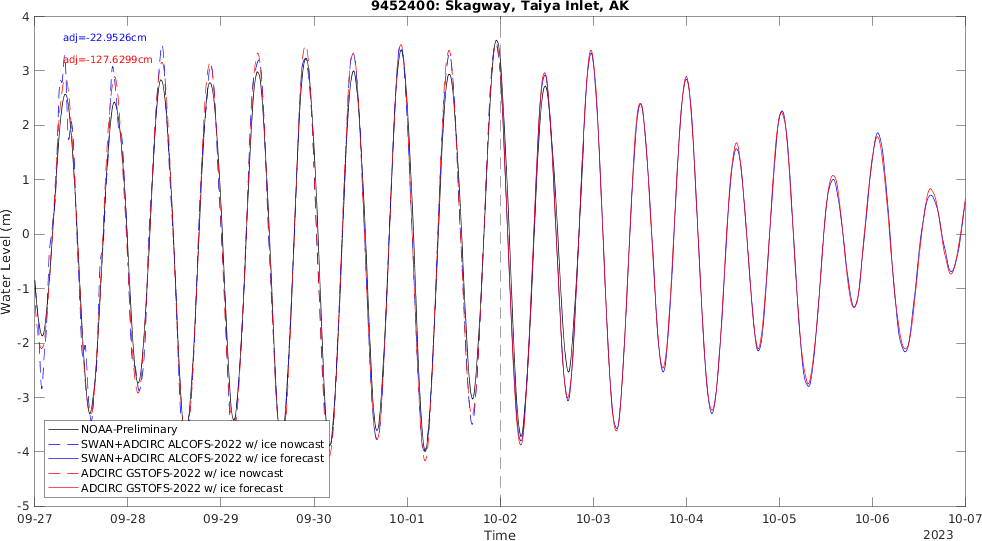 9452400: Skagway, Taiya Inlet, AK
4
adj=-22.9526cm
adj=-127.6299cm
3
2
1
0
-1
-2
-3
-4
-5
Water Level (m)
NOAA-Preliminary
SWAN+ADCIRC ALCOFS-2022 w/ ice nowcast
SWAN+ADCIRC ALCOFS-2022 w/ ice forecast
ADCIRC GSTOFS-2022 w/ ice nowcast
ADCIRC GSTOFS-2022 w/ ice forecast
09-27 09-28 09-29 09-30 10-01 10-02 10-03 10-04 10-05 10-06 10-07
Time
2023